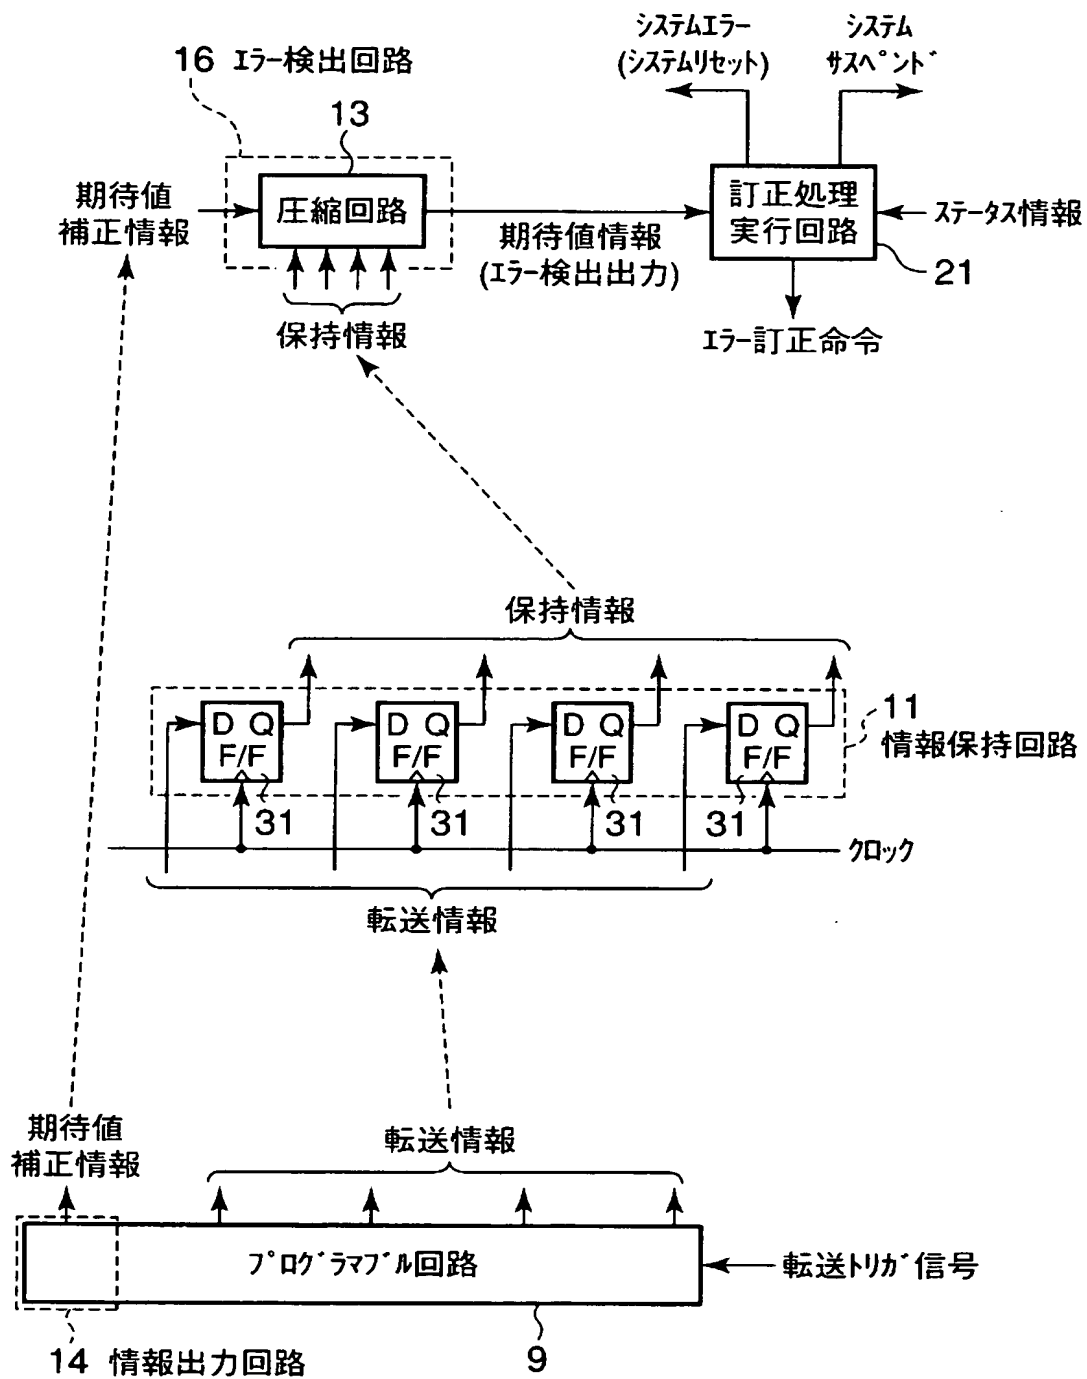 システムエラー
(システムリセット)
システム
サスペンド
16 エラー検出回路
13
期待値
補正情報
圧縮回路
期待値情報
(エラー検出出力)
訂正処理
実行回路
ステータス情報
21
保持情報
エラー訂正命令
保持情報
D Q
F/F
31
D Q
F/F
31
D Q
F/F
31
D Q
F/F
31
11
情報保持回路
クロック
転送情報
期待値
補正情報
転送情報
プログラマブル回路
転送トリガ信号
14 情報出力回路
9